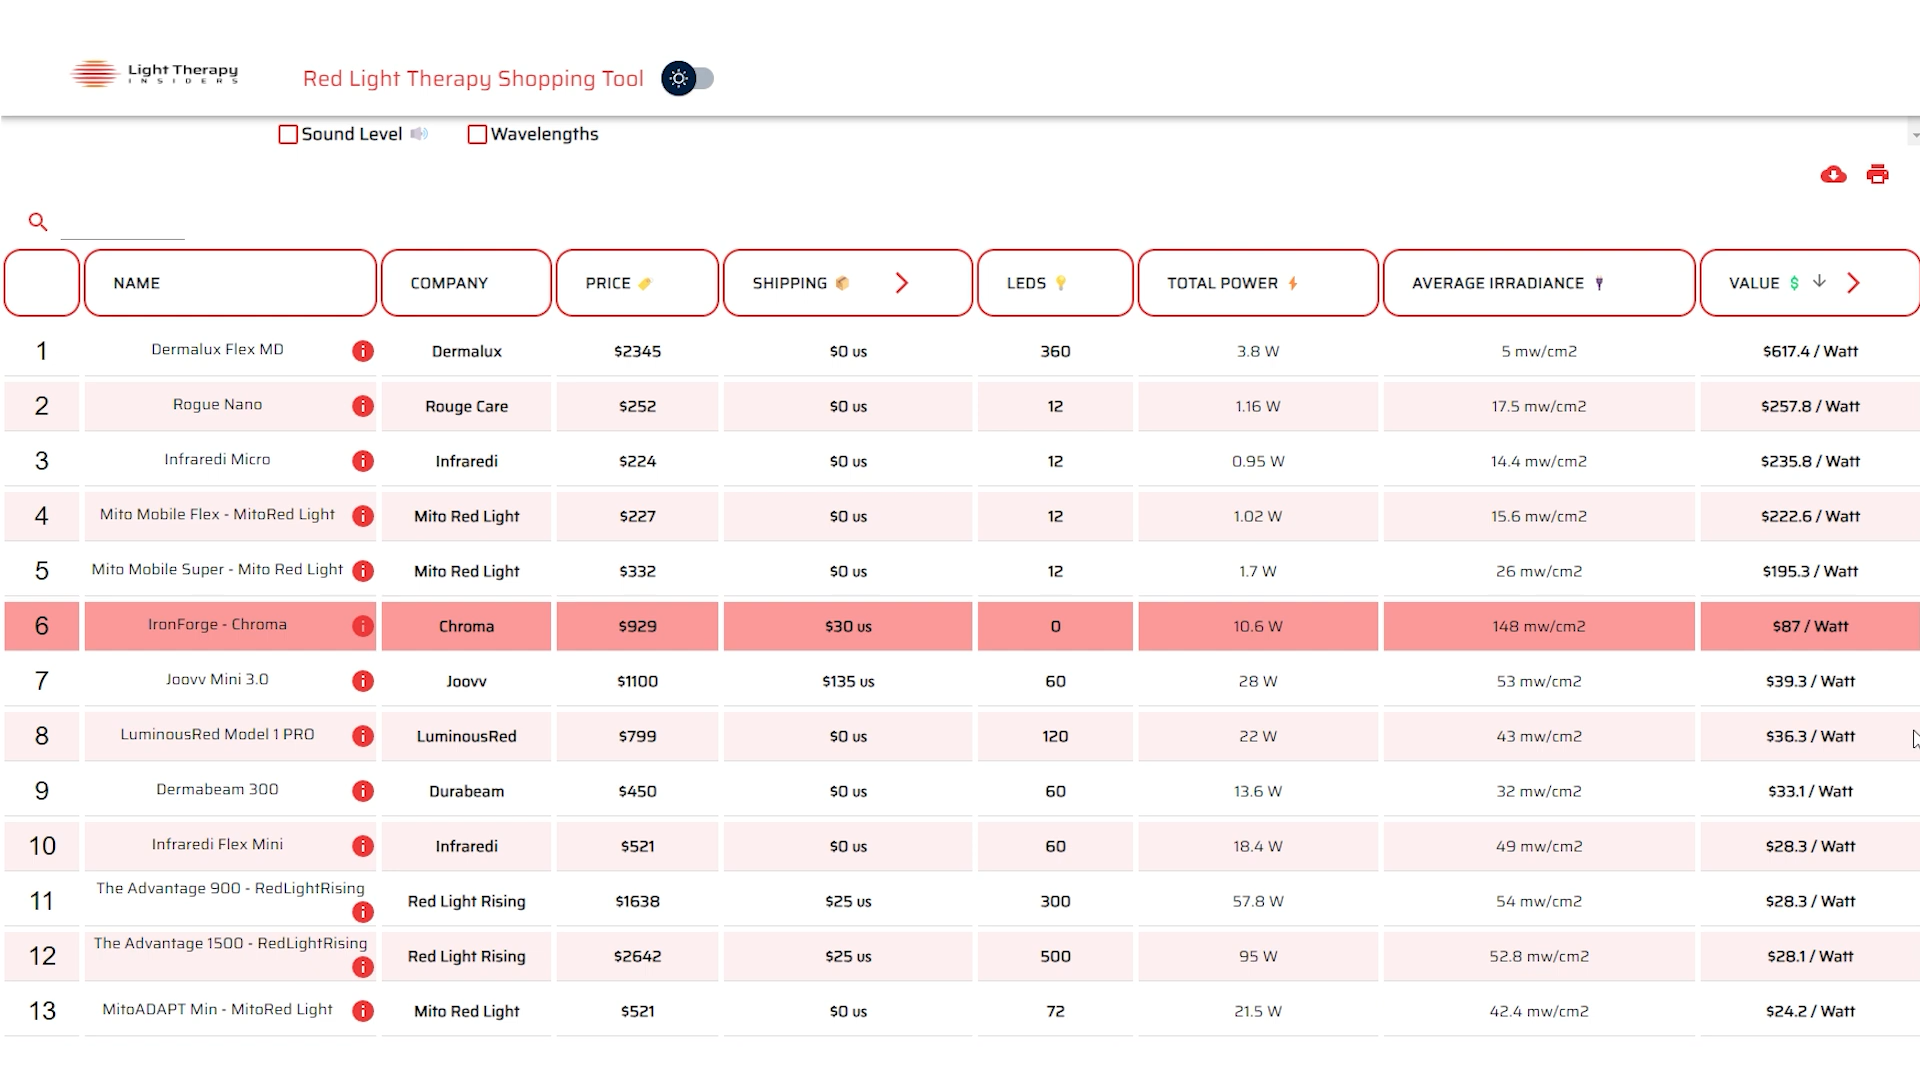 Light Therapy
INSIDERS
Red Light Therapy Shopping Tool
Sound Level
Wavelengths
NAME COMPANY PRICE SHIPPING LEDS TOTAL POWER AVERAGE IRRADIANCE VALUE $
1 Dermalux Flex MD Dermalux $2345 $0 us 360 3.8 W 5 mw/cm2 $617.4 / Watt
2 Rogue Nano Rouge Care $252 $0 us 12 1.16 W 17.5 mw/cm2 $257.8 / Watt
3 Infraredi Micro Infraredi $224 $0 us 12 0.95 W 14.4 mw/cm2 $235.8 / Watt
4 Mito Mobile Flex - MitoRed Light Mito Red Light $227 $0 us 12 1.02 W 15.6 mw/cm2 $222.6 / Watt
5 Mito Mobile Super - Mito Red Light Mito Red Light $332 $0 us 12 1.7 W 26 mw/cm2 $195.3 / Watt
6 IronForge - Chroma Chroma $929 $30 us 0 10.6 W 148 mw/cm2 $87 / Watt
7 Joovv Mini 3.0 Joovv $1100 $135 us 60 28 W 53 mw/cm2 $39.3 / Watt
8 LuminousRed Model 1 PRO LuminousRed $799 $0 us 120 22 W 43 mw/cm2 $36.3 / Watt
9 Dermabeam 300 Durabeam $450 $0 us 60 13.6 W 32 mw/cm2 $33.1 / Watt
10 Infraredi Flex Mini Infraredi $521 $0 us 60 18.4 W 49 mw/cm2 $28.3 / Watt
11 The Advantage 900 - RedLightRising Red Light Rising $1638 $25 us 300 57.8 W 54 mw/cm2 $28.3 / Watt
12 The Advantage 1500 - RedLightRising Red Light Rising $2642 $25 us 500 95 W 52.8 mw/cm2 $28.1 / Watt
13 MitoADAPT Min - MitoRed Light Mito Red Light $521 $0 us 72 21.5 W 42.4 mw/cm2 $24.2 / Watt